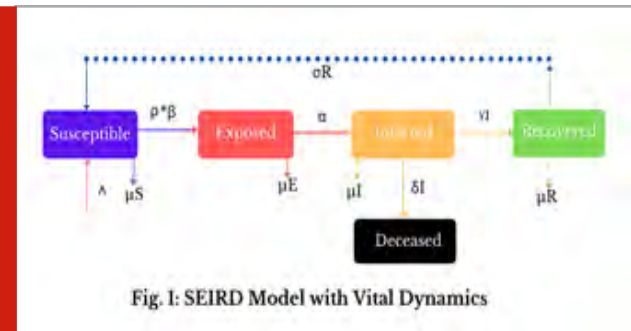 σR
ρ*β
α
γI
Susceptible
Exposed
Infected
Recovered
Λ
μS
μE
μI
δI
μR
Deceased
Fig. I: SEIRD Model with Vital Dynamics